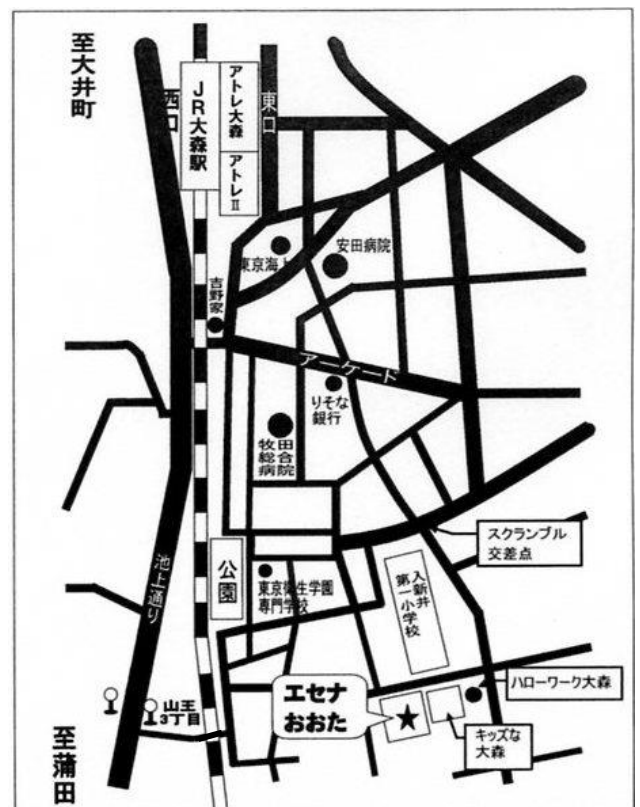 至大井町
西口
JR大森駅
アトレ大森
アトレⅡ
東口
東京海上
安田病院
吉野家
アーケード
りそな
銀行
牧田
総合
病院
スクランブル
交差点
公園
東京衛生学園
専門学校
入新井
第一小学校
池上通り
ハローワーク大森
エセナ
おおた
キッズな
大森
山王
3丁目
至蒲田